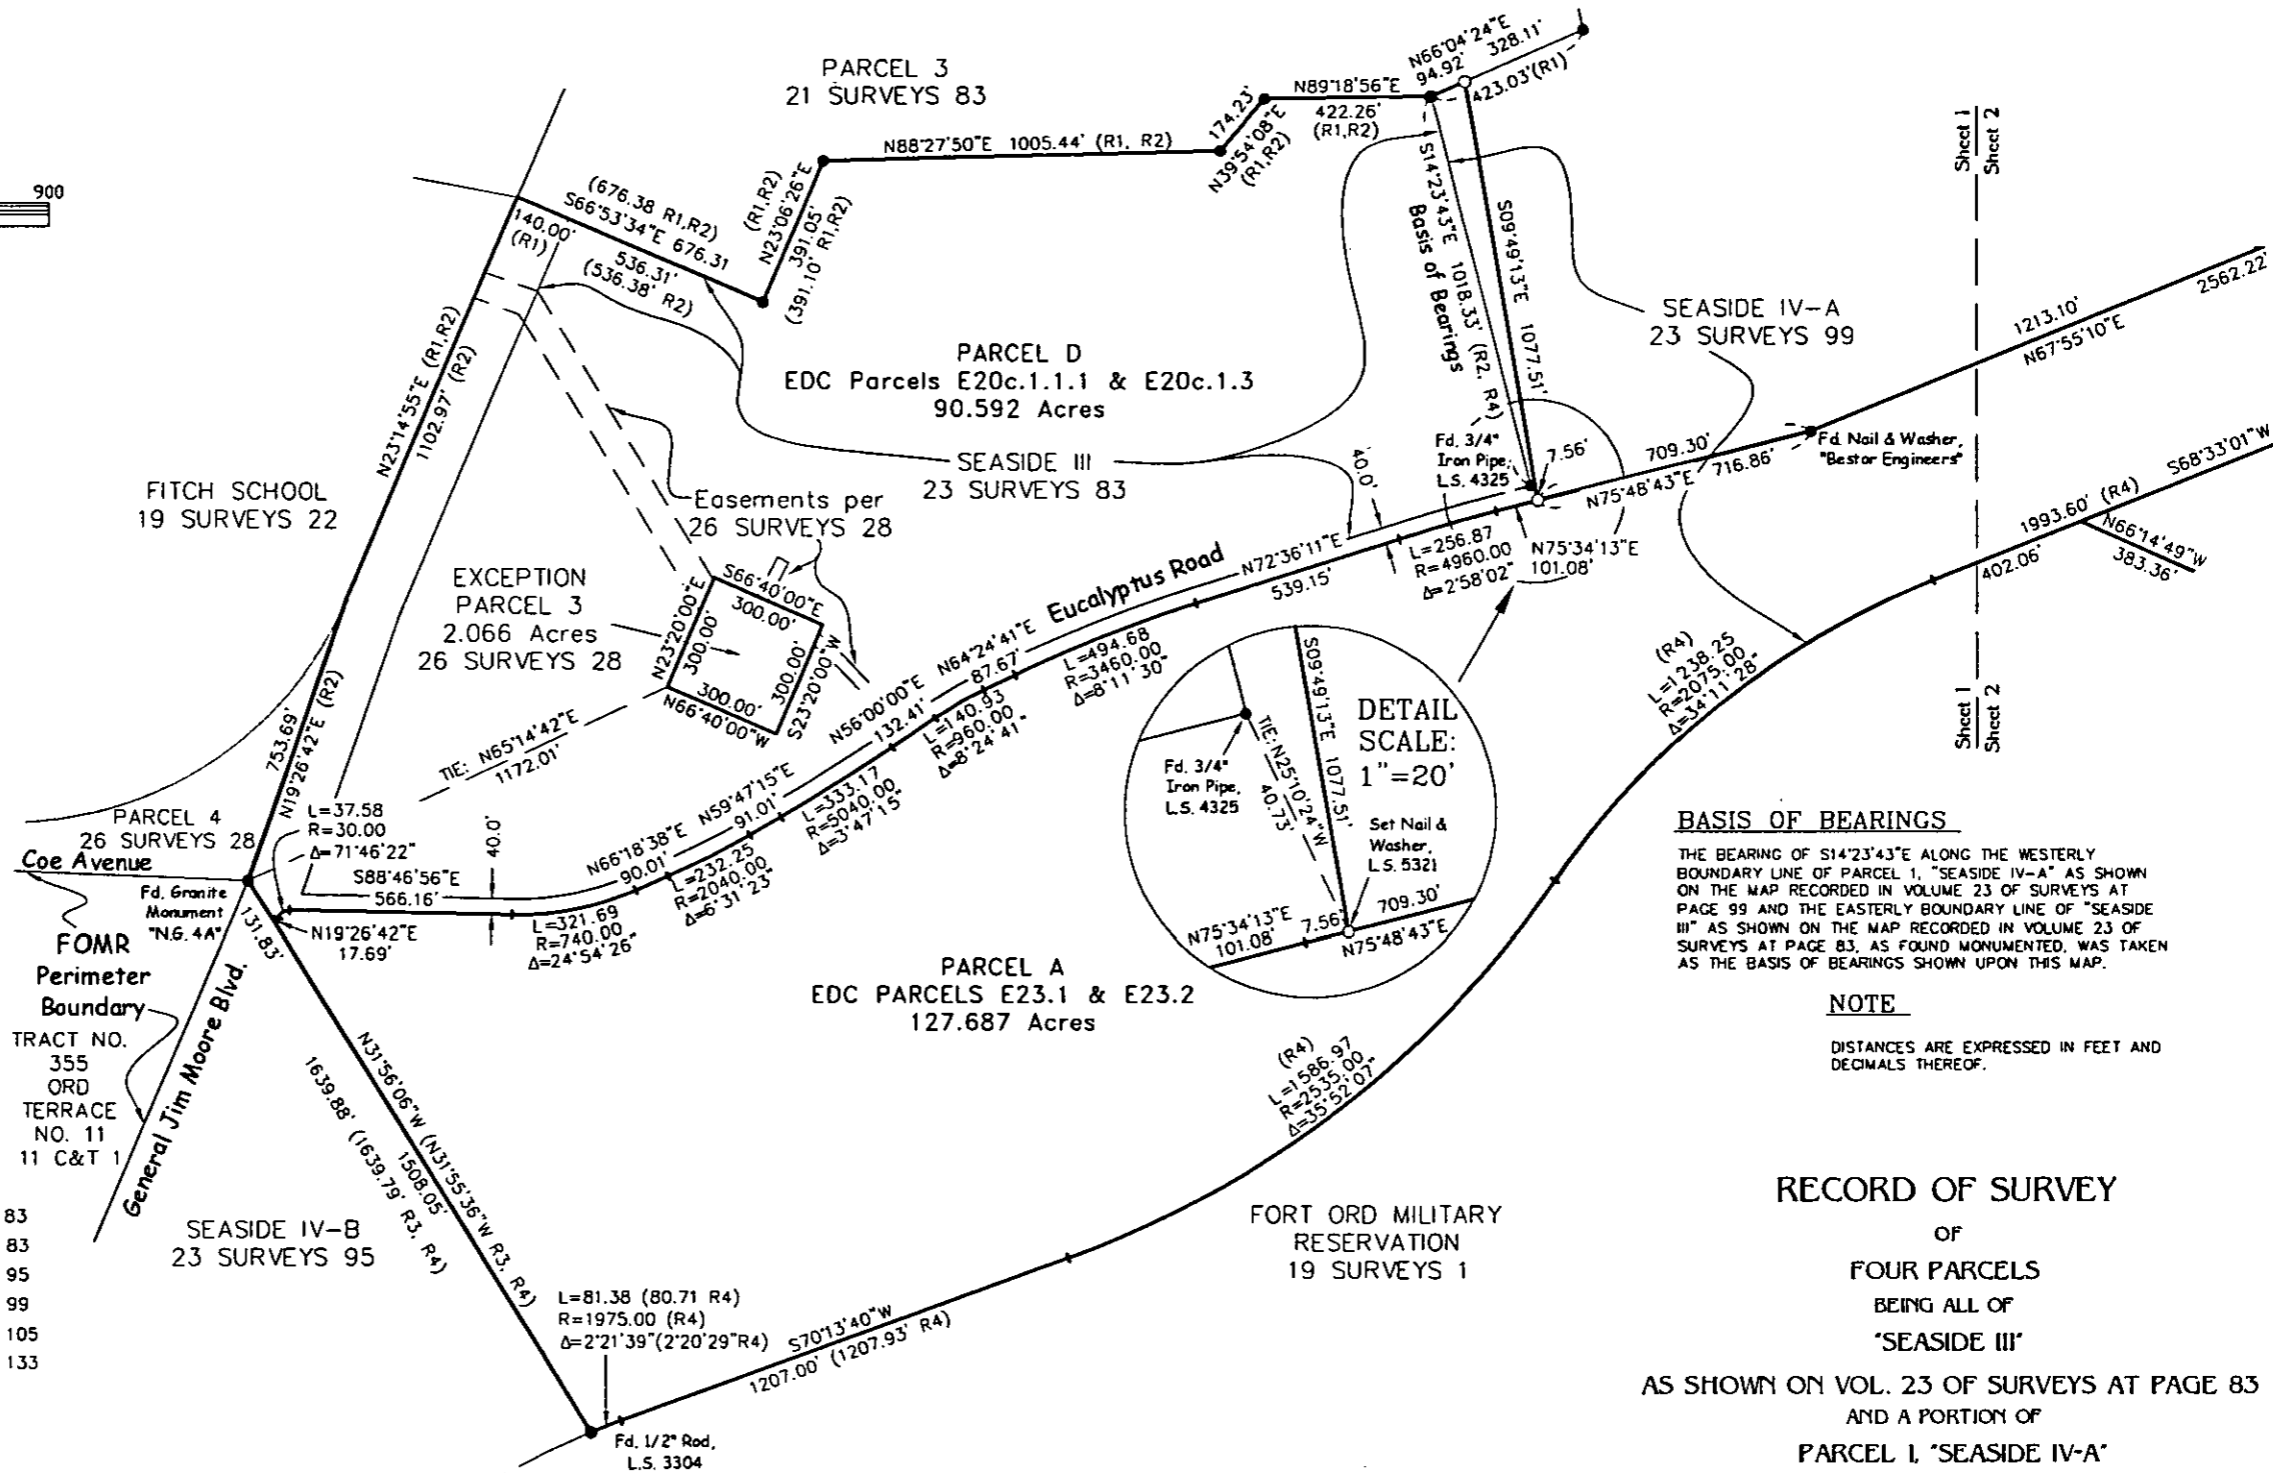 900
PARCEL 3
21 SURVEYS 83
N66°04'24"E
94.92'
328.11'
423.03'(R1)
N89°18'56"E
422.26'
(R1,R2)
174.23'
N39°54'08"E
(R1,R2)
N88°27'50"E 1005.44' (R1, R2)
(R1,R2)
N23°06'26"E
391.05'
(391.10' R1,R2)
(676.38 R1,R2)
S66°53'34"E 676.31
140.00'
(R1)
536.31'
(536.38' R2)
S14°23'43"E 1018.33' (R2, R4)
Basis of Bearings
S09°49'13"E 1077.51'
Sheet 1
Sheet 2
SEASIDE IV-A
23 SURVEYS 99
1213.10'
N67°55'10"E
2562.22'
PARCEL D
EDC Parcels E20c.1.1.1 & E20c.1.3
90.592 Acres
N23°14'55"E (R1,R2)
1102.97' (R2)
SEASIDE III
23 SURVEYS 83
FITCH SCHOOL
19 SURVEYS 22
Easements per
26 SURVEYS 28
Fd. 3/4"
Iron Pipe,
L.S. 4325
40.0'
7.56'
709.30'
N75°48'43"E 716.86'
Fd. Nail & Washer,
"Bestor Engineers"
S68°33'01"W
1993.60' (R4)
N66°14'49"W
383.36'
402.06'
EXCEPTION
PARCEL 3
2.066 Acres
26 SURVEYS 28
S66°40'00"E
300.00'
N23°20'00"E
300.00'
300.00'
S23°20'00"W
300.00'
N66°40'00"W
Eucalyptus Road
N72°36'11"E
539.15'
L=256.87
R=4960.00
Δ=2°58'02"
N75°34'13"E
101.08'
N64°24'41"E
87.67'
L=494.68
R=3460.00
Δ=8°11'30"
N56°00'00"E
132.41'
L=140.93
R=960.00
Δ=8°24'41"
N59°47'15"E
91.01'
L=333.17
R=5040.00
Δ=3°47'15"
N66°18'38"E
90.01'
L=232.25
R=2040.00
Δ=6°31'23"
TIE: N65°14'42"E
1172.01'
753.69'
N19°26'42"E (R2)
(R4)
L=1238.25
R=2075.00
Δ=34°11'28"
Sheet 1
Sheet 2
S09°49'13"E 1077.51'
DETAIL
SCALE:
1"=20'
TIE: N25°10'24"W
40.73'
Fd. 3/4"
Iron Pipe,
L.S. 4325
Set Nail &
Washer,
L.S. 5321
709.30'
N75°34'13"E
101.08'
7.56'
N75°48'43"E
PARCEL 4
26 SURVEYS 28
L=37.58
R=30.00
Δ=71°46'22"
Coe Avenue
Fd. Granite
Monument
"N.G. 4A"
S88°46'56"E
566.16'
40.0'
L=321.69
R=740.00
Δ=24°54'26"
N19°26'42"E
17.69'
131.83'
FOMR
Perimeter
Boundary
General Jim Moore Blvd.
TRACT NO.
355
ORD
TERRACE
NO. 11
11 C&T 1
PARCEL A
EDC PARCELS E23.1 & E23.2
127.687 Acres
BASIS OF BEARINGS
THE BEARING OF S14°23'43"E ALONG THE WESTERLY
BOUNDARY LINE OF PARCEL 1, "SEASIDE IV-A" AS SHOWN
ON THE MAP RECORDED IN VOLUME 23 OF SURVEYS AT
PAGE 99 AND THE EASTERLY BOUNDARY LINE OF "SEASIDE
III" AS SHOWN ON THE MAP RECORDED IN VOLUME 23 OF
SURVEYS AT PAGE 83, AS FOUND MONUMENTED, WAS TAKEN
AS THE BASIS OF BEARINGS SHOWN UPON THIS MAP.
NOTE
DISTANCES ARE EXPRESSED IN FEET AND
DECIMALS THEREOF.
(R4)
L=1586.97
R=2535.00
Δ=35°52'07"
N31°56'06"W (N31°55'36"W R3, R4)
1508.05'
1639.88' (1639.79' R3, R4)
SEASIDE IV-B
23 SURVEYS 95
83
83
95
99
105
133
FORT ORD MILITARY
RESERVATION
19 SURVEYS 1
L=81.38 (80.71 R4)
R=1975.00 (R4)
Δ=2°21'39"(2°20'29"R4)
S70°13'40"W
1207.00' (1207.93' R4)
Fd. 1/2" Rod,
L.S. 3304
RECORD OF SURVEY
OF
FOUR PARCELS
BEING ALL OF
"SEASIDE III"
AS SHOWN ON VOL. 23 OF SURVEYS AT PAGE 83
AND A PORTION OF
PARCEL 1, "SEASIDE IV-A"